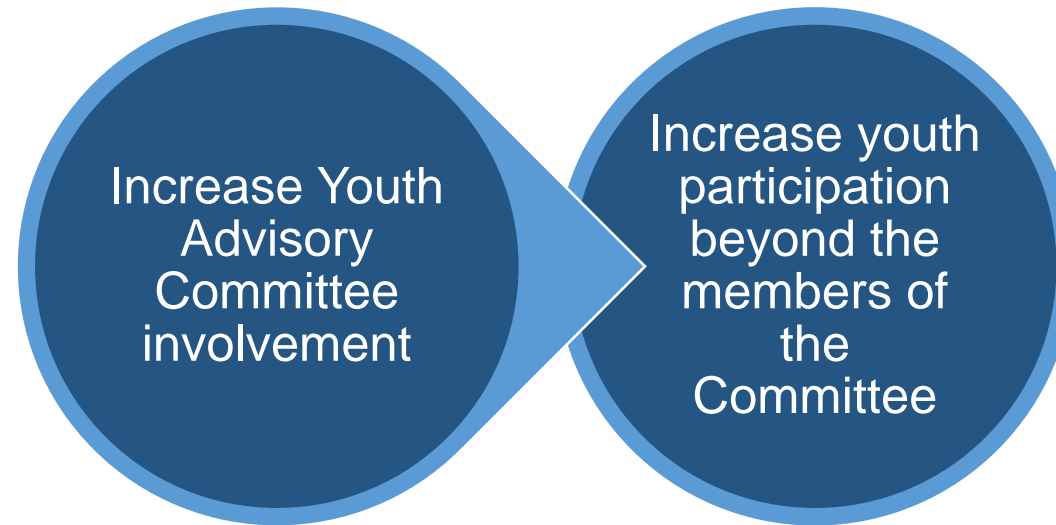 Increase Youth
Advisory
Committee
involvement
Increase youth
participation
beyond the
members of
the
Committee